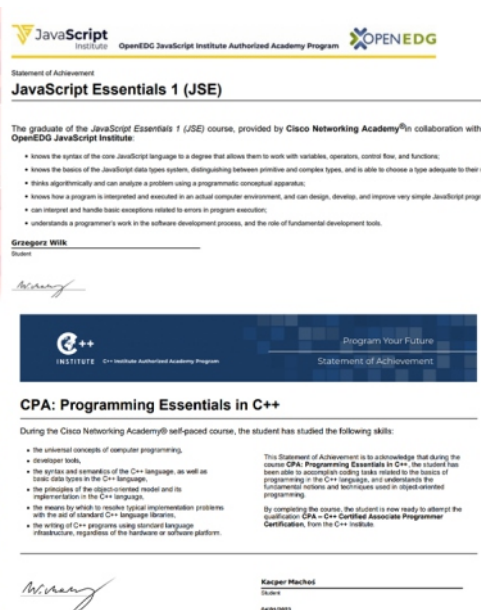 JavaScript
Institute
OpenEDG JavaScript Institute Authorized Academy Program
OPENEDG
Statement of Achievement
JavaScript Essentials 1 (JSE)
The graduate of the JavaScript Essentials 1 (JSE) course, provided by Cisco Networking Academy® in collaboration with
OpenEDG JavaScript Institute:
• knows the syntax of the core JavaScript language to a degree that allows them to work with variables, operators, control flow, and functions;
• knows the basics of the JavaScript data types system, distinguishing between primitive and complex types, and is able to choose a type adequate to their
• thinks algorithmically and can analyze a problem using a programmatic conceptual apparatus;
• knows how a program is interpreted and executed in an actual computer environment, and can design, develop, and improve very simple JavaScript
• can interpret and handle basic exceptions related to errors in program execution;
• understands a programmer's work in the software development process, and the role of fundamental development tools.
Grzegorz Wilk
Student
C++
INSTITUTE
C++ Institute Authorized Academy Program
Program Your Future
Statement of Achievement
CPA: Programming Essentials in C++
During the Cisco Networking Academy® self-paced course, the student has studied the following skills:
• the universal concepts of computer programming,
• developer tools,
• the syntax and semantics of the C++ language, as well as
basic data types in the C++ language,
• the principles of the object-oriented model and its
implementation in the C++ language,
• the means by which to resolve typical implementation problems
with the aid of standard C++ language libraries,
• the writing of C++ programs using standard language
infrastructure, regardless of the hardware or software platform.
This Statement of Achievement is to acknowledge that during the
course CPA: Programming Essentials in C++, the student has
been able to accomplish coding tasks related to the basics of
programming in the C++ language, and understands the
fundamental notions and techniques used in object-oriented
programming.
By completing the course, the student is now ready to attempt the
qualification CPA – C++ Certified Associate Programmer
Certification, from the C++ Institute.
Kacper Machoś
Student